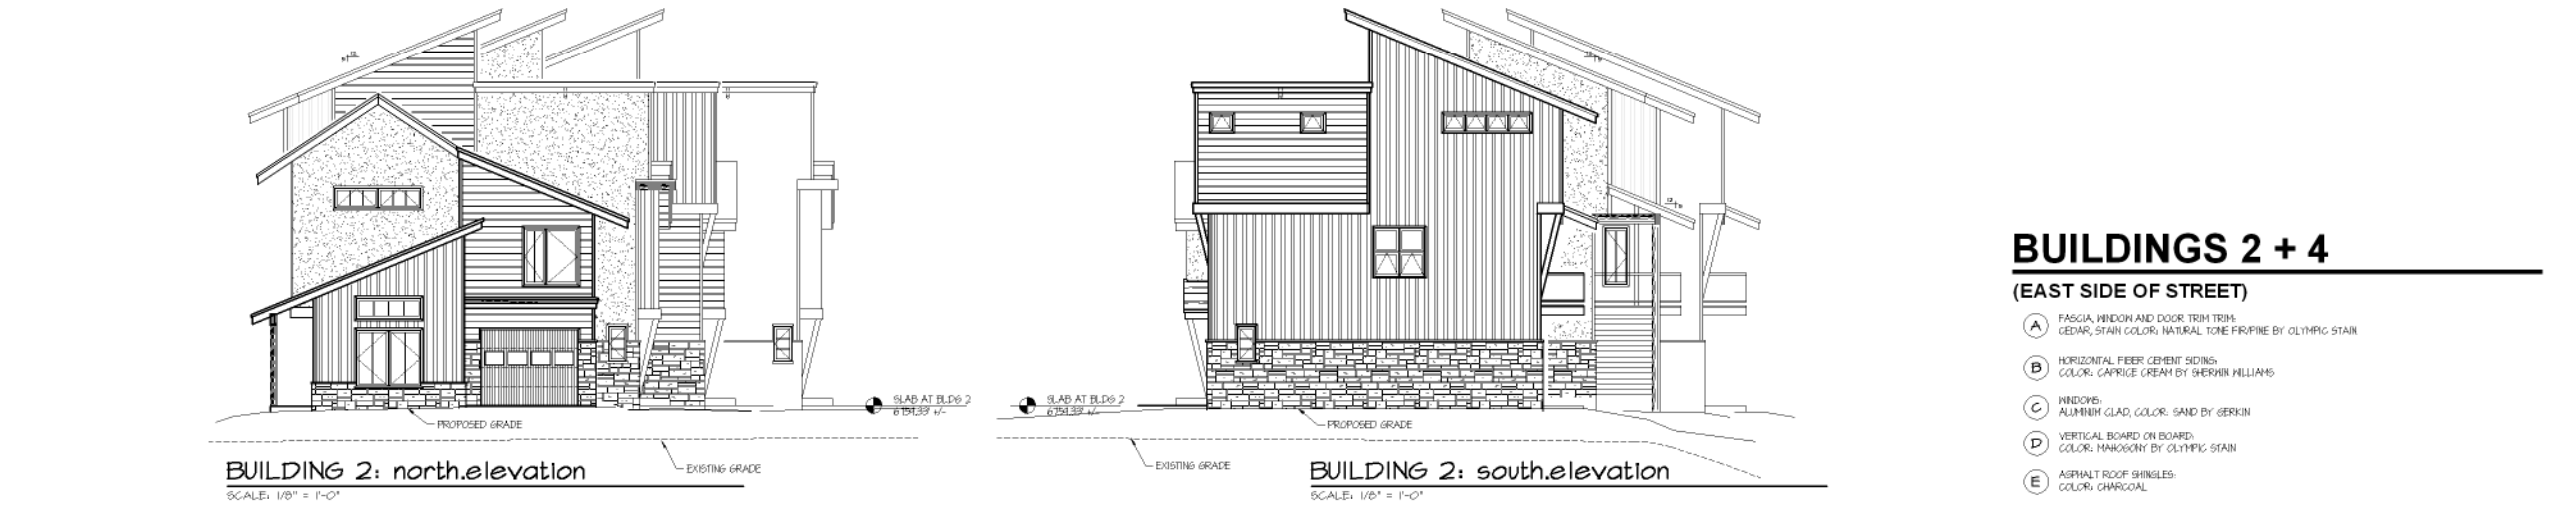 SLAB AT BLDG 2
PROPOSED GRADE
EXISTING GRADE
BUILDING 2: north.elevation
SCALE: 1/8" = 1'-0"
SLAB AT BLDG 2
PROPOSED GRADE
EXISTING GRADE
BUILDING 2: south.elevation
SCALE: 1/8" = 1'-0"
BUILDINGS 2 + 4
(EAST SIDE OF STREET)
A FASCIA, WINDOW AND DOOR TRIM TRIM:
CEDAR, STAIN COLOR: NATURAL TONE FIR/PINE BY OLYMPIC STAIN
B HORIZONTAL FIBER CEMENT SIDING:
COLOR: CAPRICE CREAM BY SHERWIN WILLIAMS
C WINDOWS:
ALUMINUM CLAD, COLOR: SAND BY GERKIN
D VERTICAL BOARD ON BOARD:
COLOR: MAHOGONY BY OLYMPIC STAIN
E ASPHALT ROOF SHINGLES:
COLOR: CHARCOAL